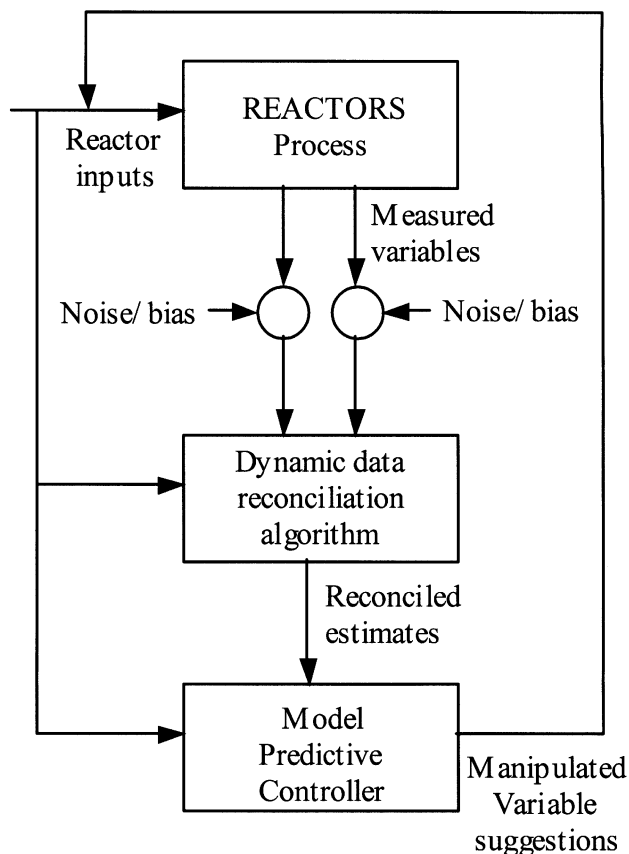 REACTORS
Process
Reactor
inputs
Measured
variables
Noise/ bias
Noise/ bias
Dynamic data
reconciliation
algorithm
Reconciled
estimates
Model
Predictive
Controller
Manipulated
Variable
suggestions